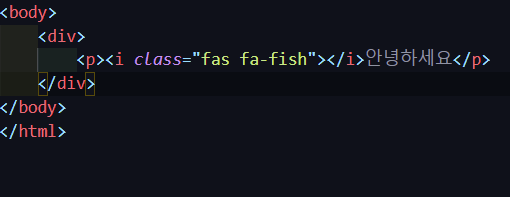 <body>
<div>
<p><i class="fas fa-fish"></i>안녕하세요</p>
</div>
</body>
</html>